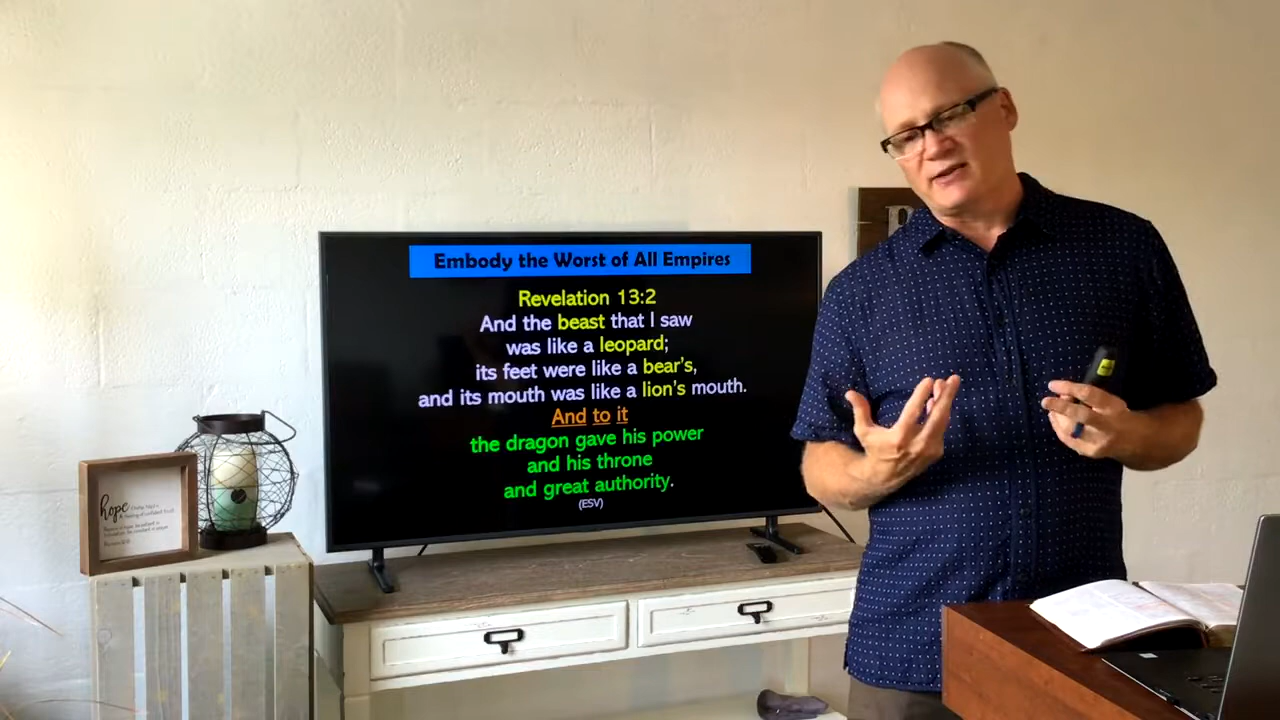 Embody the Worst of All Empires
Revelation 13:2
And the beast that I saw
was like a leopard;
its feet were like a bear's,
and its mouth was like a lion's mouth.
And to it
the dragon gave his power
and his throne
and great authority.
(ESV)
hope